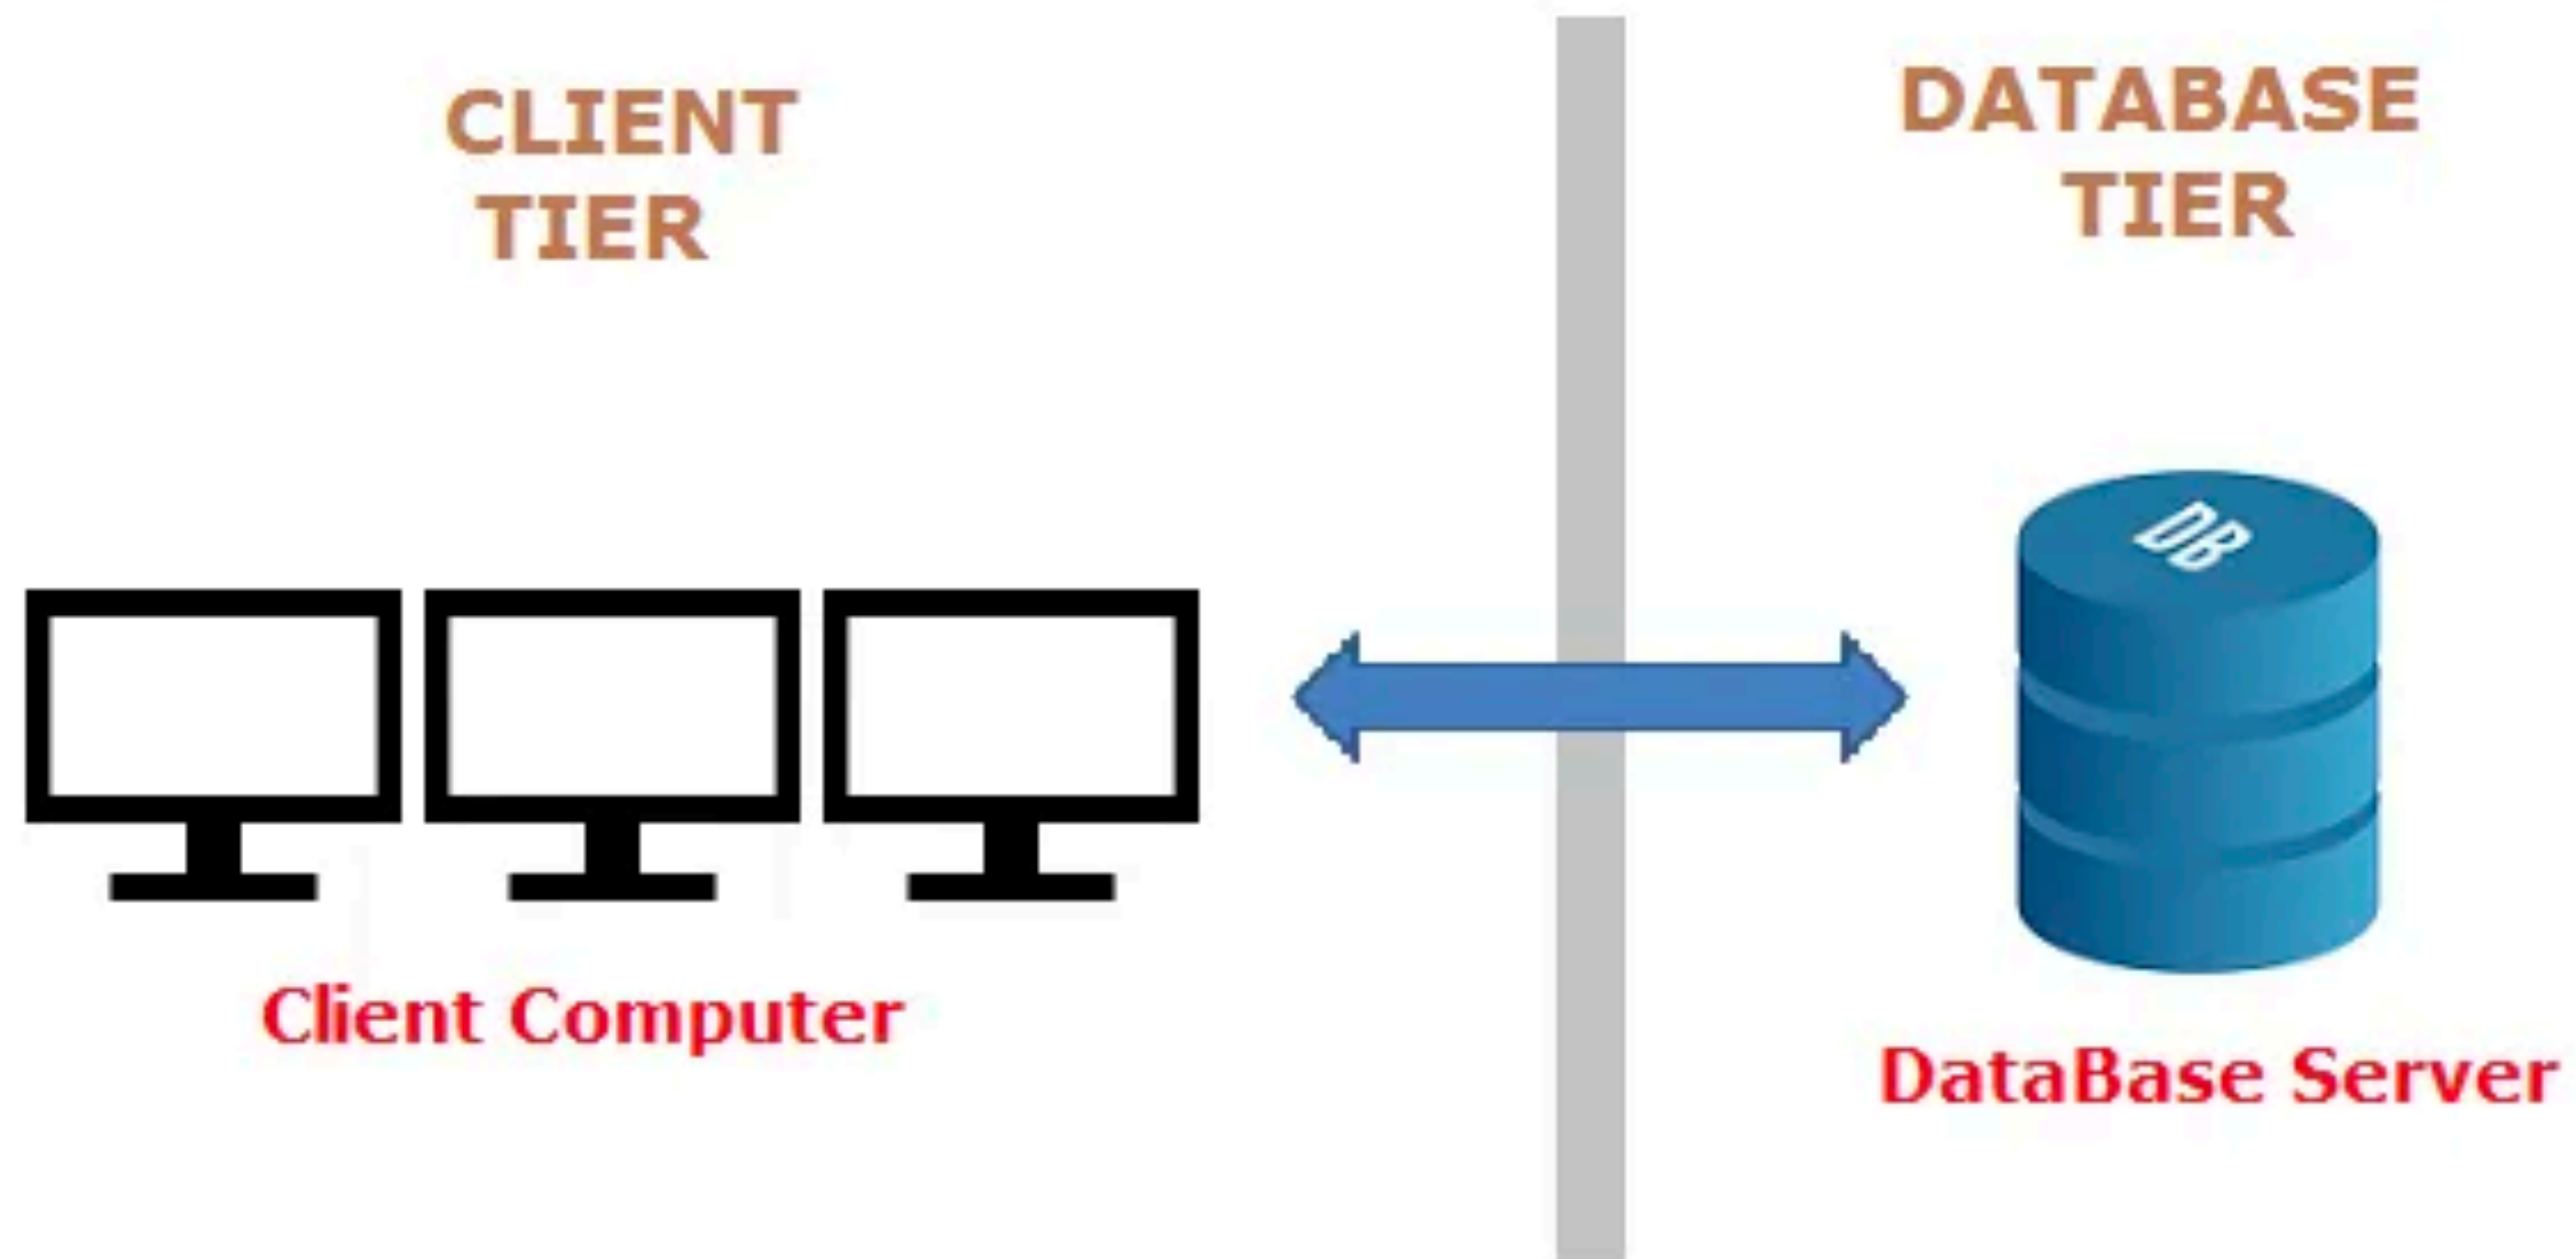 CLIENT
TIER
DATABASE
TIER
DB
Client Computer
DataBase Server